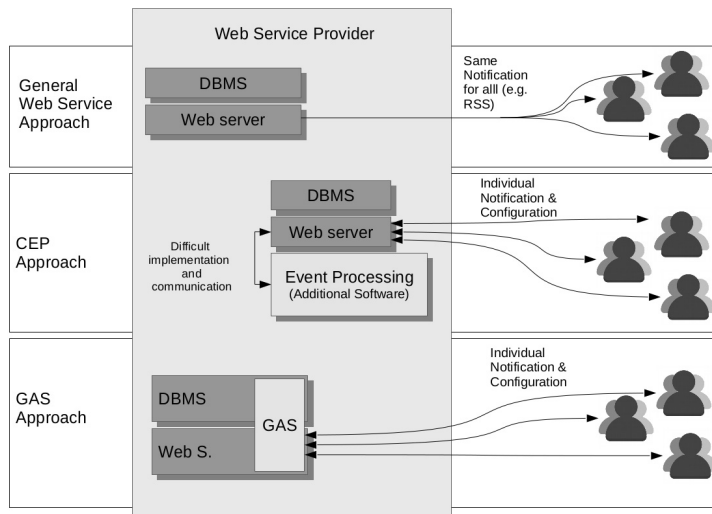 Web Service Provider
General
Web Service
Approach
DBMS
Web server
Same
Notification
for alll (e.g.
RSS)
CEP
Approach
DBMS
Web server
Difficult
implementation
and
communication
Event Processing
(Additional Software)
Individual
Notification &
Configuration
GAS
Approach
DBMS
Web S.
GAS
Individual
Notification &
Configuration